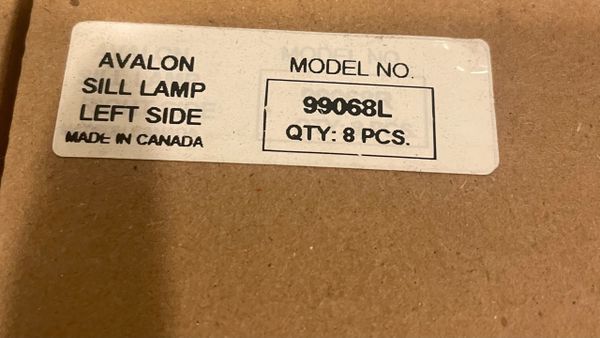 AVALON
SILL LAMP
LEFT SIDE
MADE IN CANADA
MODEL NO.
99068L
QTY: 8 PCS.